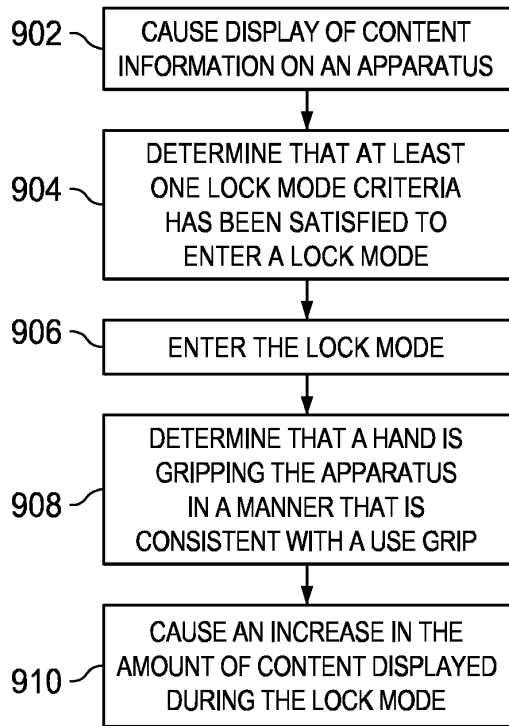 902
CAUSE DISPLAY OF CONTENT
INFORMATION ON AN APPARATUS
904
DETERMINE THAT AT LEAST
ONE LOCK MODE CRITERIA
HAS BEEN SATISFIED TO
ENTER A LOCK MODE
906
ENTER THE LOCK MODE
908
DETERMINE THAT A HAND IS
GRIPPING THE APPARATUS
IN A MANNER THAT IS
CONSISTENT WITH A USE GRIP
910
CAUSE AN INCREASE IN THE
AMOUNT OF CONTENT DISPLAYED
DURING THE LOCK MODE